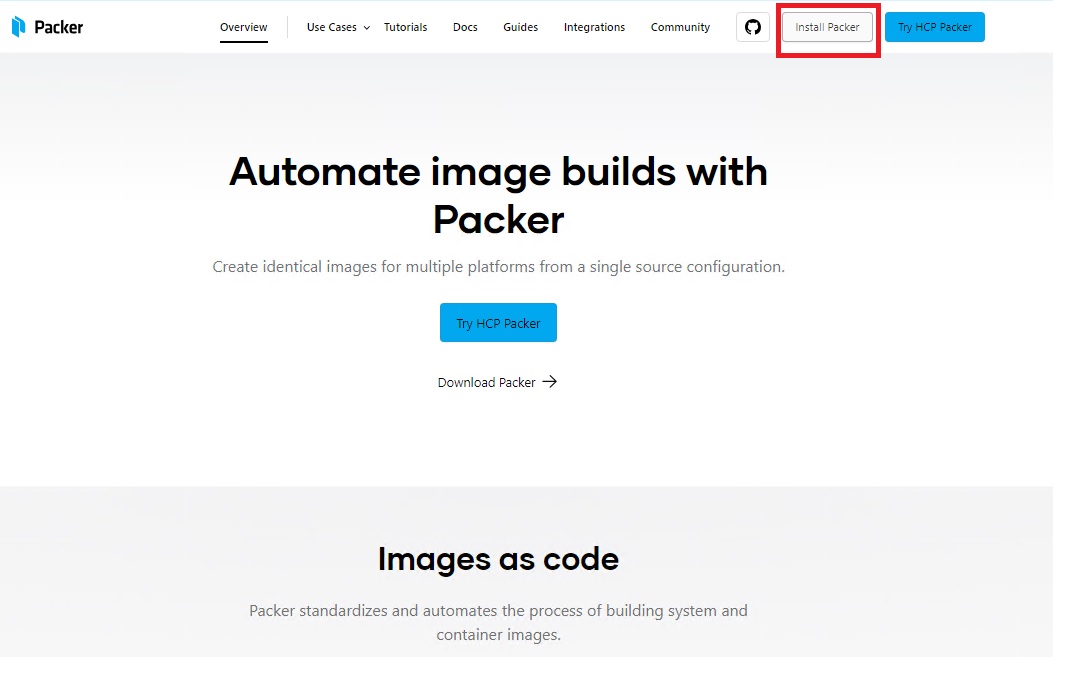 Packer
Overview Use Cases Tutorials Docs Guides Integrations Community Install Packer Try HCP Packer
Automate image builds with
Packer
Create identical images for multiple platforms from a single source configuration.
Try HCP Packer
Download Packer →
Images as code
Packer standardizes and automates the process of building system and
container images.